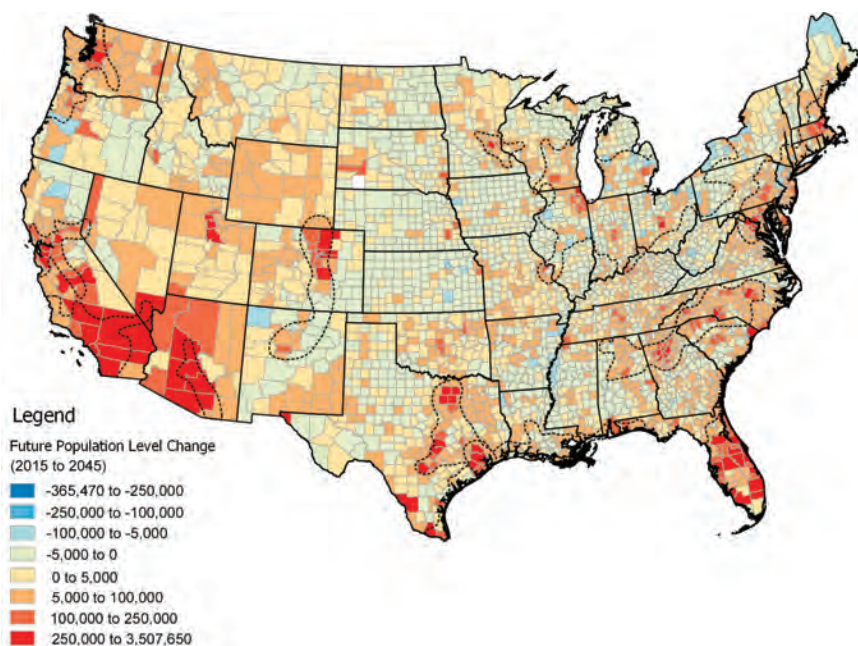 Legend
Future Population Level Change
(2015 to 2045)
-365,470 to -250,000
-250,000 to -100,000
-100,000 to -5,000
-5,000 to 0
0 to 5,000
5,000 to 100,000
100,000 to 250,000
250,000 to 3,507,650